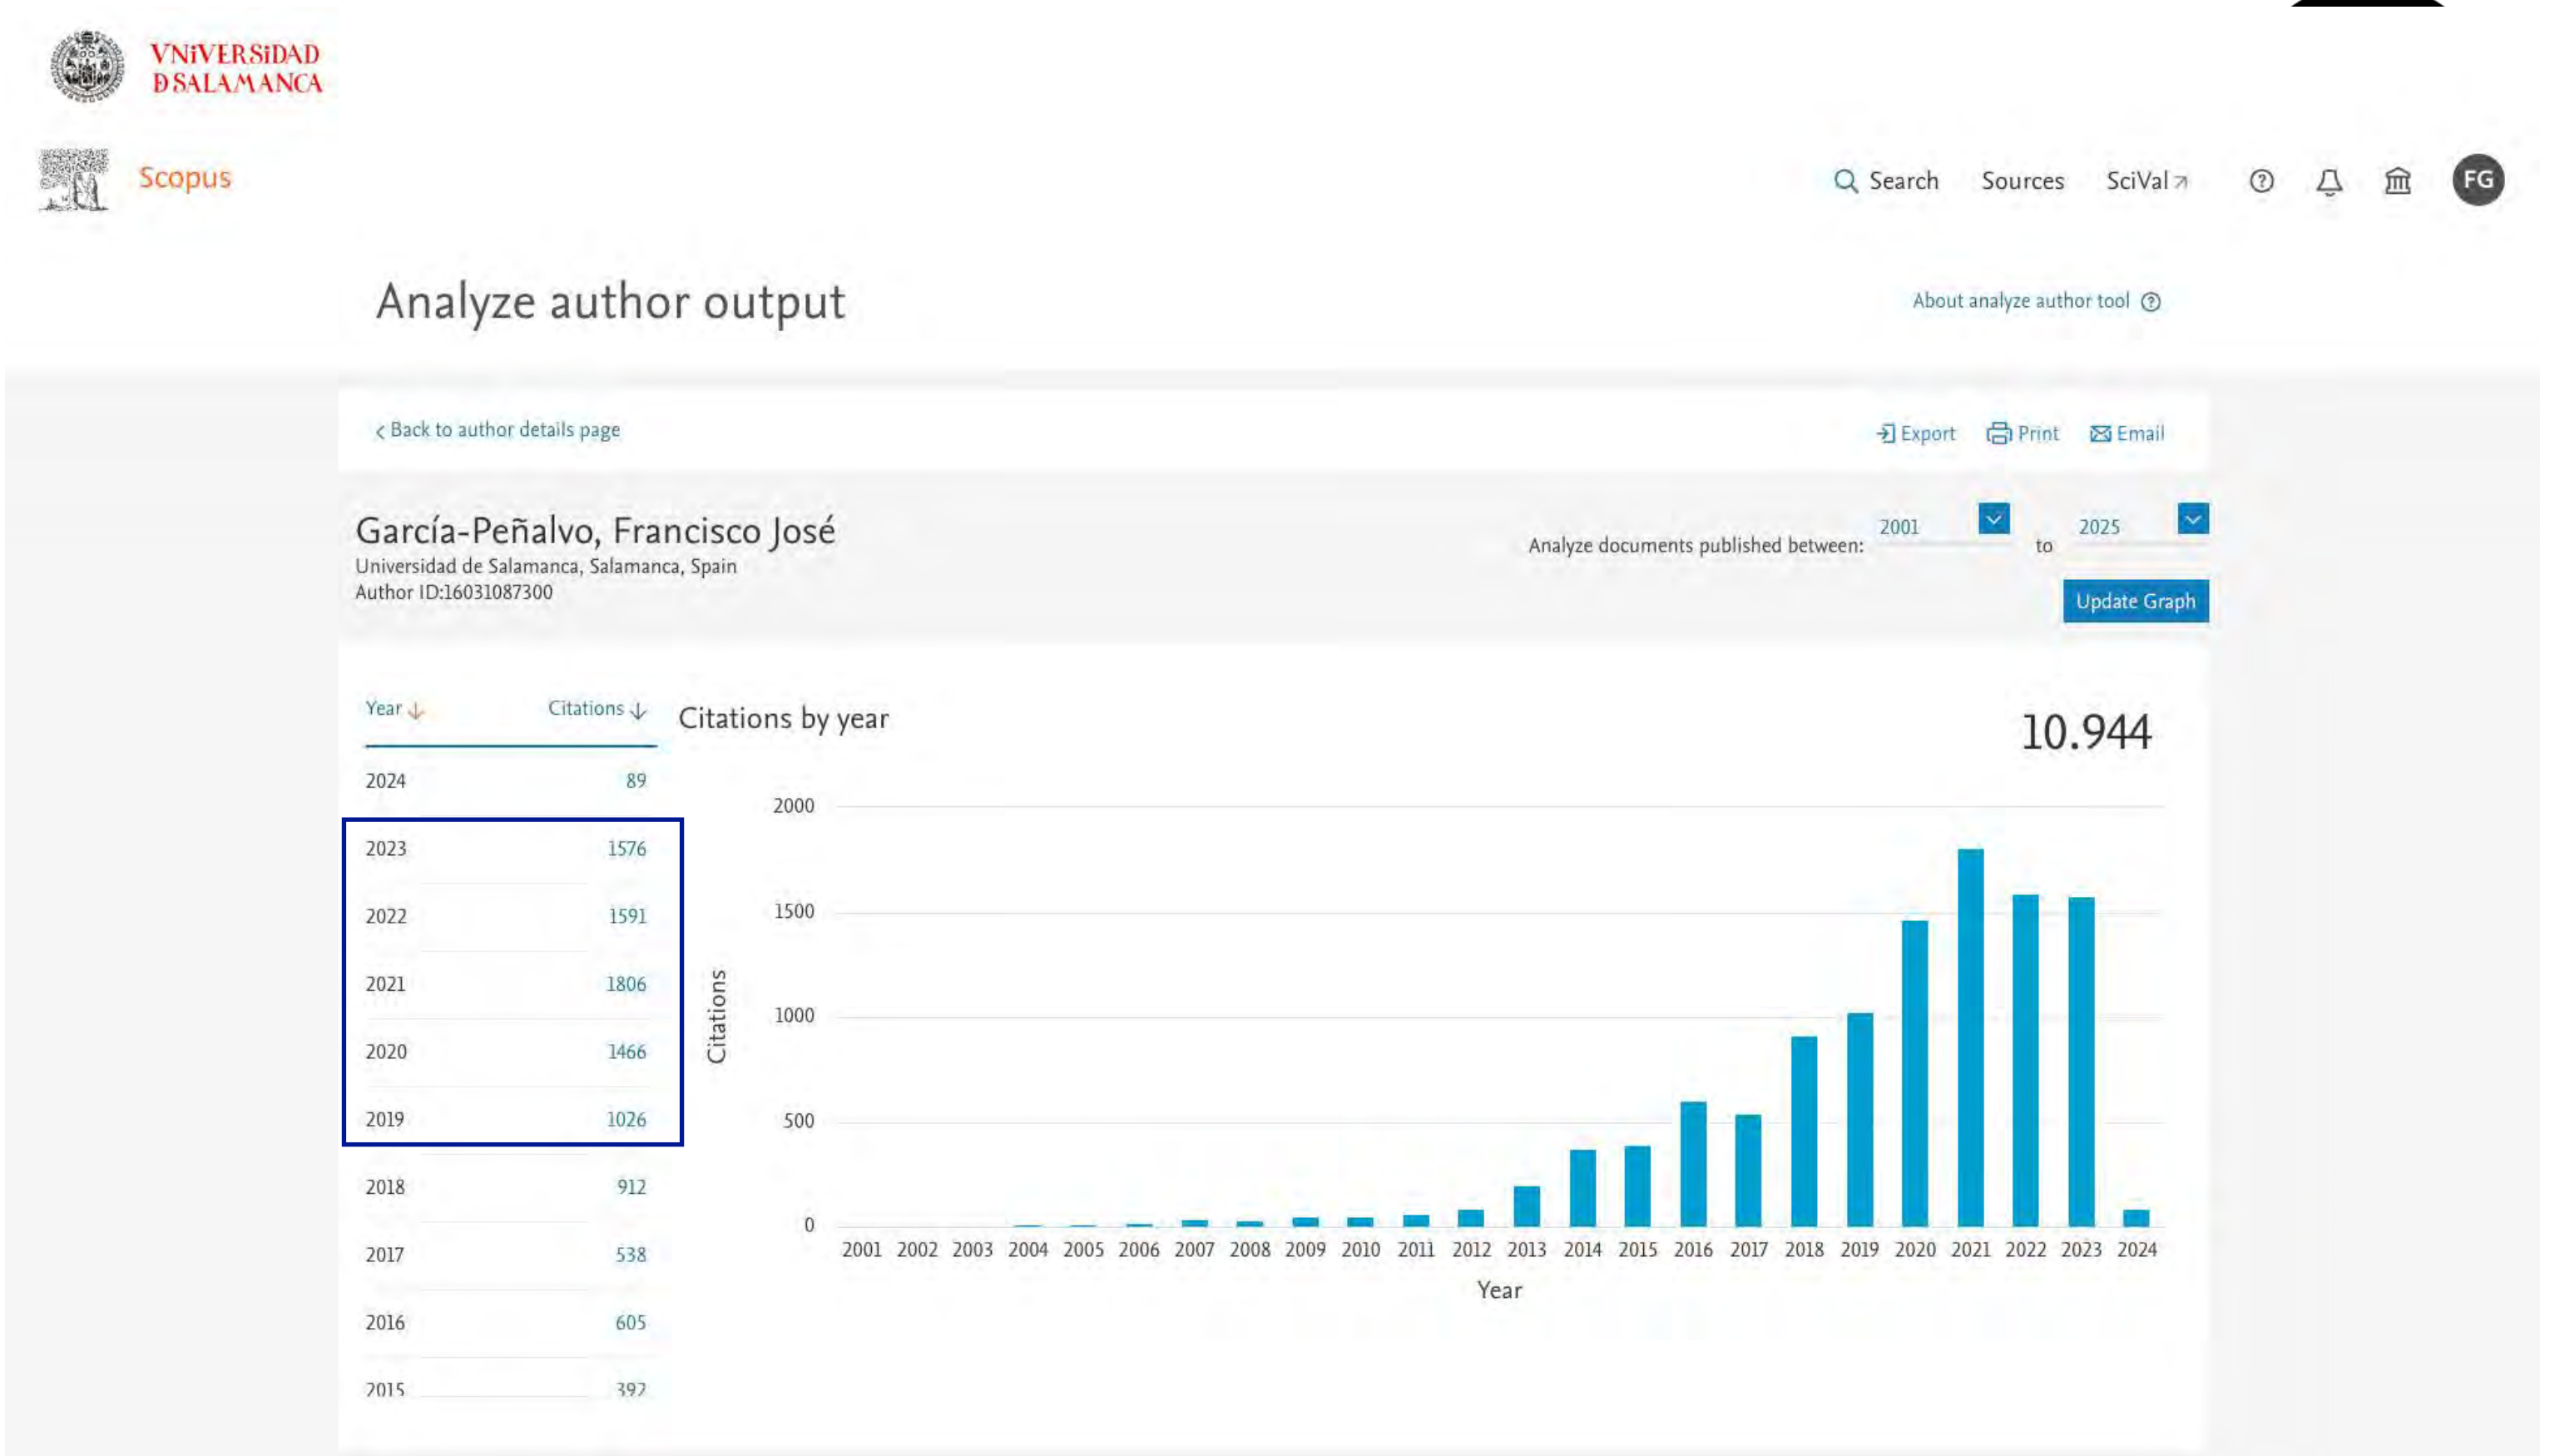 VNiVERSiDAD
DSALAMANCA
Scopus
Search Sources SciVal FG
Analyze author output
About analyze author tool
Back to author details page
Export Print Email
García-Peñalvo, Francisco José
Universidad de Salamanca, Salamanca, Spain
Author ID:16031087300
Analyze documents published between: 2001 to 2025
Update Graph
Year Citations
2024 89
2023 1576
2022 1591
2021 1806
2020 1466
2019 1026
2018 912
2017 538
2016 605
2015 392
Citations by year
10.944
Citations
2000
1500
1000
500
0
2001 2002 2003 2004 2005 2006 2007 2008 2009 2010 2011 2012 2013 2014 2015 2016 2017 2018 2019 2020 2021 2022 2023 2024
Year